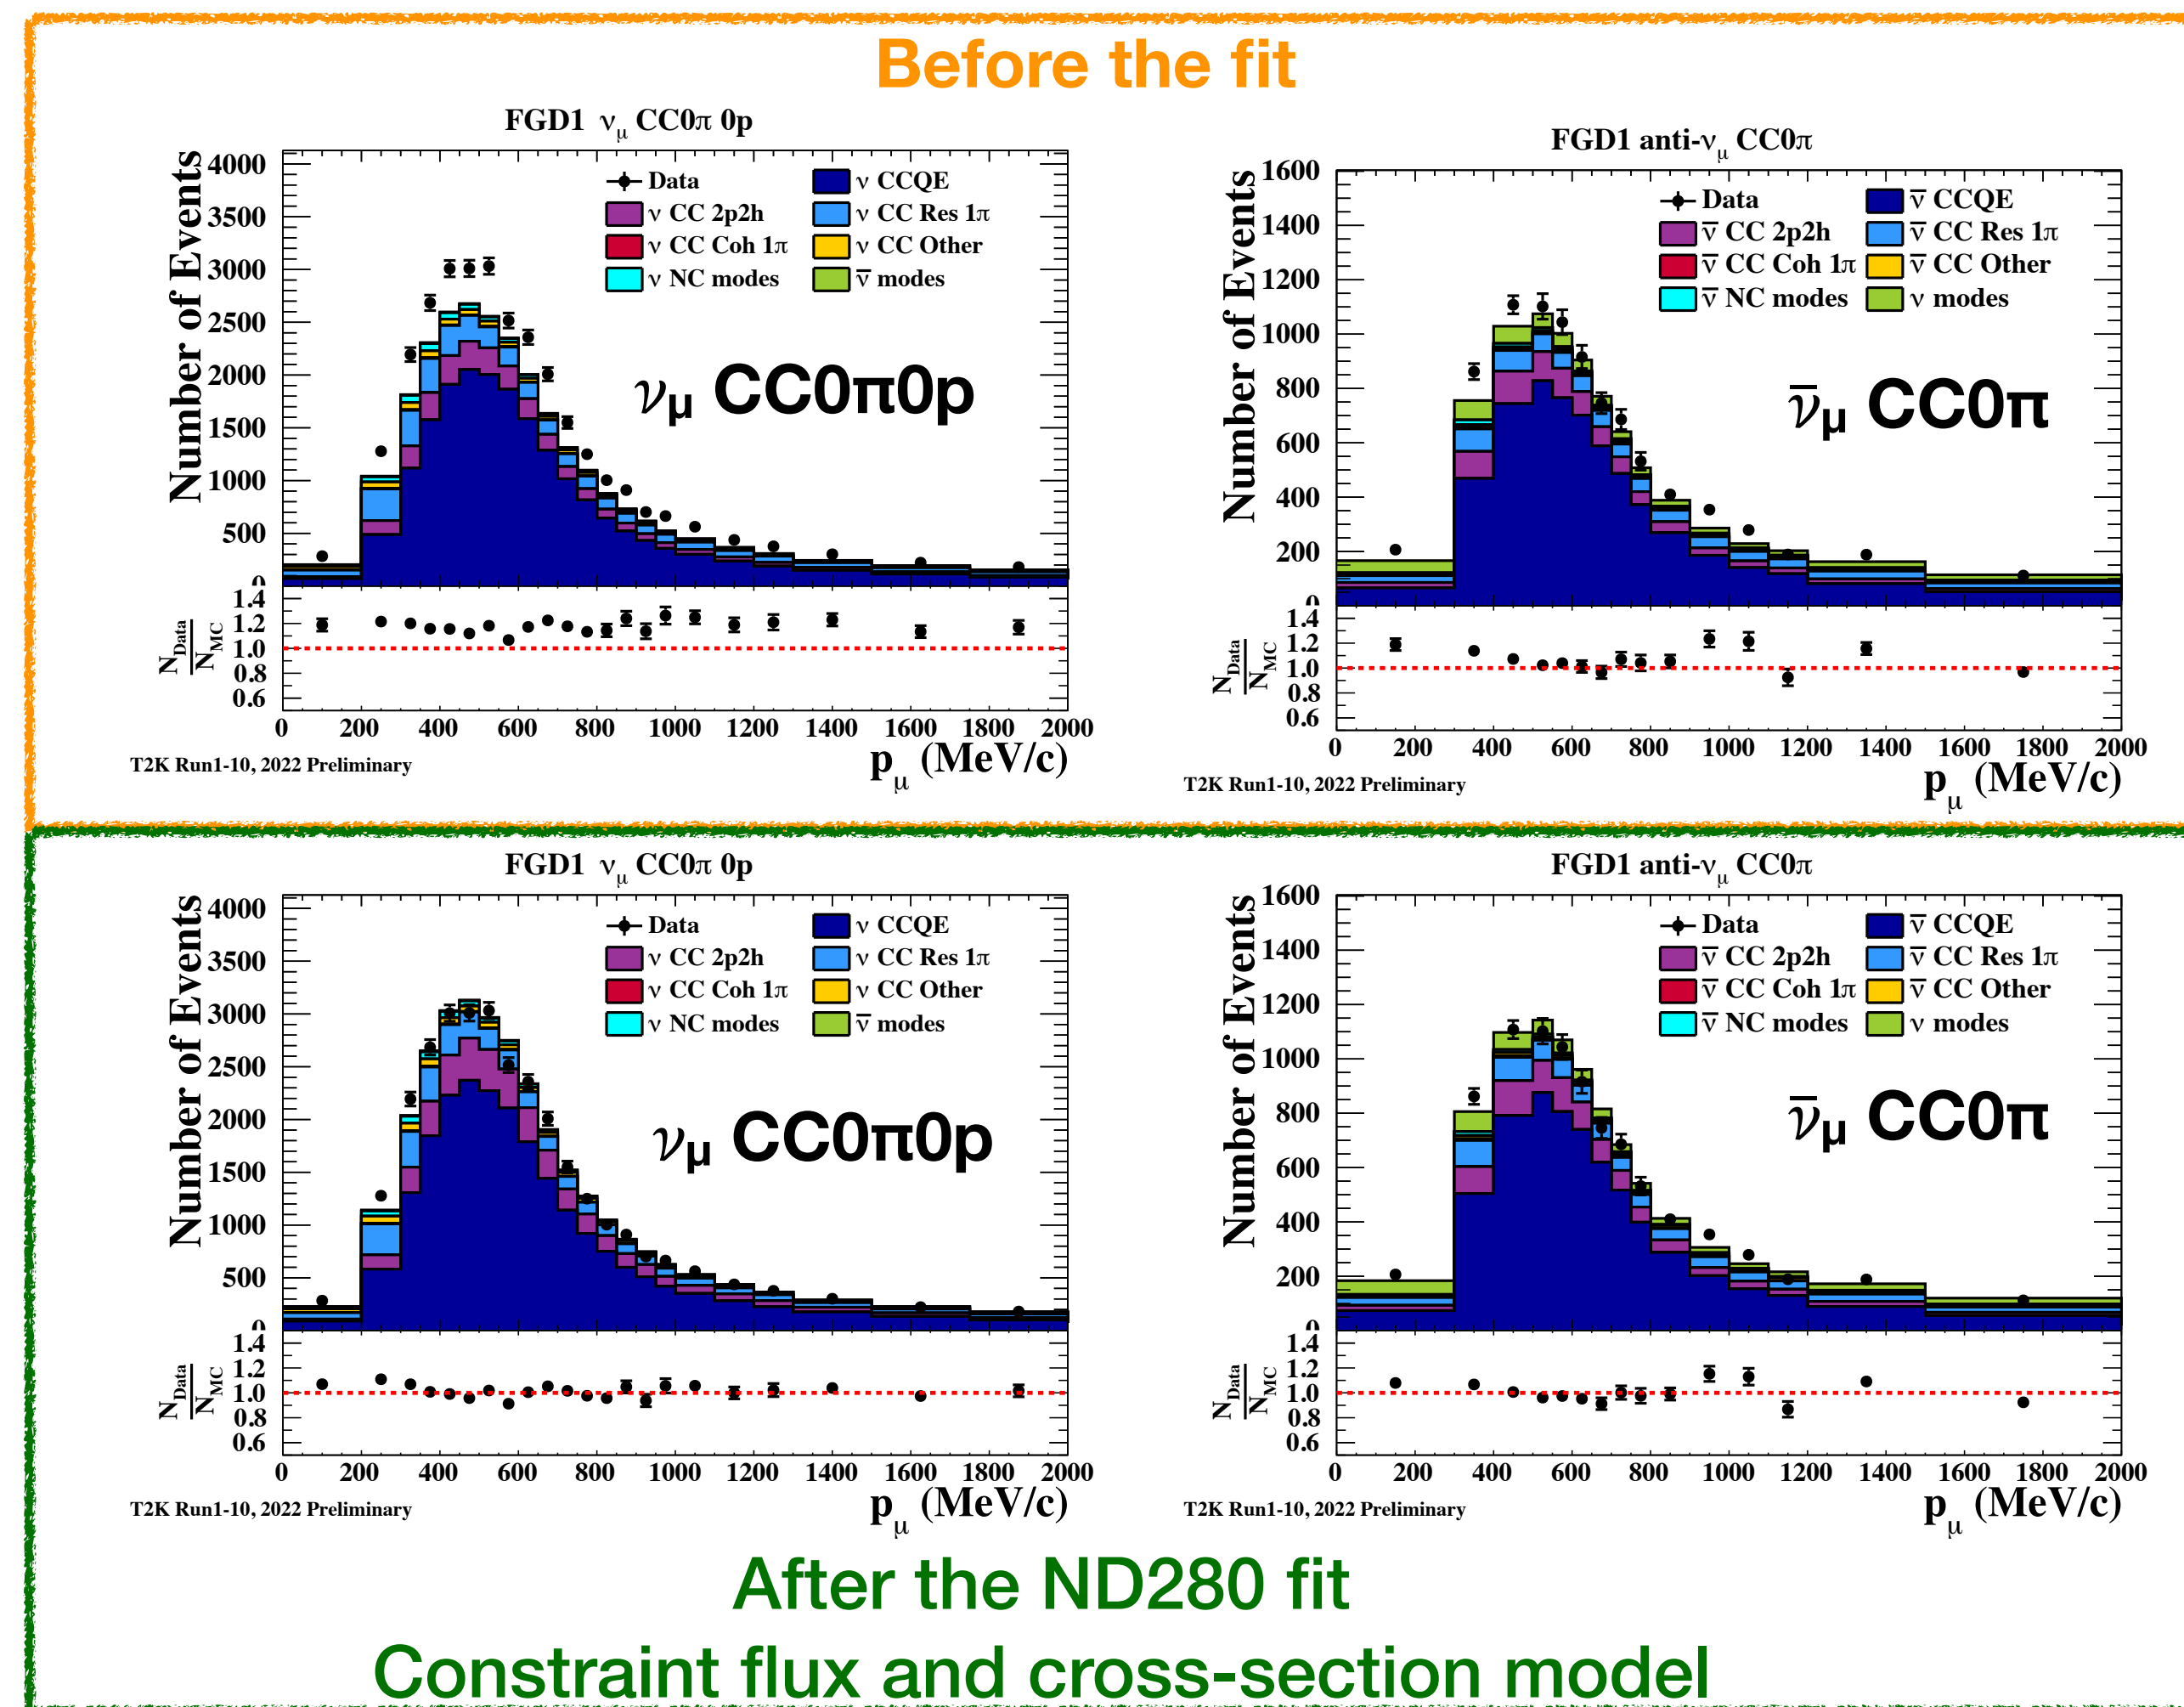 Before the fit
FGD1 ν_μ CC0π 0p
Number of Events
4000
3500
3000
2500
2000
1500
1000
500
0
Data
ν CCQE
ν CC 2p2h
ν CC Res 1π
ν CC Coh 1π
ν CC Other
ν NC modes
ν̅ modes
ν_μ CC0π0p
N_Data
N_MC
1.4
1.2
1.0
0.8
0.6
0 200 400 600 800 1000 1200 1400 1600 1800 2000
p_μ (MeV/c)
T2K Run1-10, 2022 Preliminary
FGD1 anti-ν_μ CC0π
Number of Events
1600
1400
1200
1000
800
600
400
200
0
Data
ν̅ CCQE
ν̅ CC 2p2h
ν̅ CC Res 1π
ν̅ CC Coh 1π
ν̅ CC Other
ν̅ NC modes
ν modes
ν̅_μ CC0π
N_Data
N_MC
1.4
1.2
1.0
0.8
0.6
0 200 400 600 800 1000 1200 1400 1600 1800 2000
p_μ (MeV/c)
T2K Run1-10, 2022 Preliminary
FGD1 ν_μ CC0π 0p
Number of Events
4000
3500
3000
2500
2000
1500
1000
500
0
Data
ν CCQE
ν CC 2p2h
ν CC Res 1π
ν CC Coh 1π
ν CC Other
ν NC modes
ν̅ modes
ν_μ CC0π0p
N_Data
N_MC
1.4
1.2
1.0
0.8
0.6
0 200 400 600 800 1000 1200 1400 1600 1800 2000
p_μ (MeV/c)
T2K Run1-10, 2022 Preliminary
FGD1 anti-ν_μ CC0π
Number of Events
1600
1400
1200
1000
800
600
400
200
0
Data
ν̅ CCQE
ν̅ CC 2p2h
ν̅ CC Res 1π
ν̅ CC Coh 1π
ν̅ CC Other
ν̅ NC modes
ν modes
ν̅_μ CC0π
N_Data
N_MC
1.4
1.2
1.0
0.8
0.6
0 200 400 600 800 1000 1200 1400 1600 1800 2000
p_μ (MeV/c)
T2K Run1-10, 2022 Preliminary
After the ND280 fit
Constraint flux and cross-section model